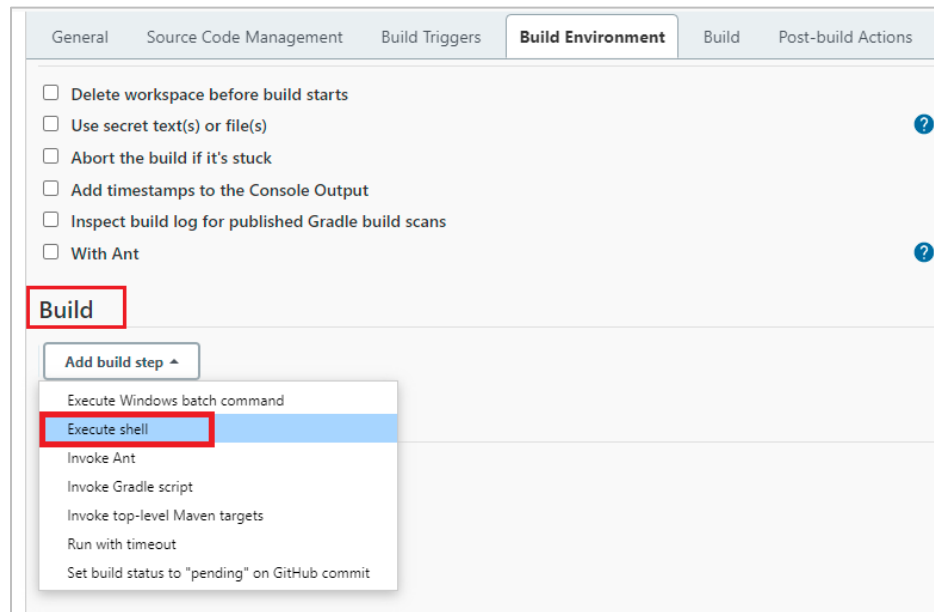 General Source Code Management Build Triggers Build Environment Build Post-build Actions
Delete workspace before build starts
Use secret text(s) or file(s)
?
Abort the build if it's stuck
Add timestamps to the Console Output
Inspect build log for published Gradle build scans
With Ant
?
Build
Add build step
Execute Windows batch command
Execute shell
Invoke Ant
Invoke Gradle script
Invoke top-level Maven targets
Run with timeout
Set build status to "pending" on GitHub commit